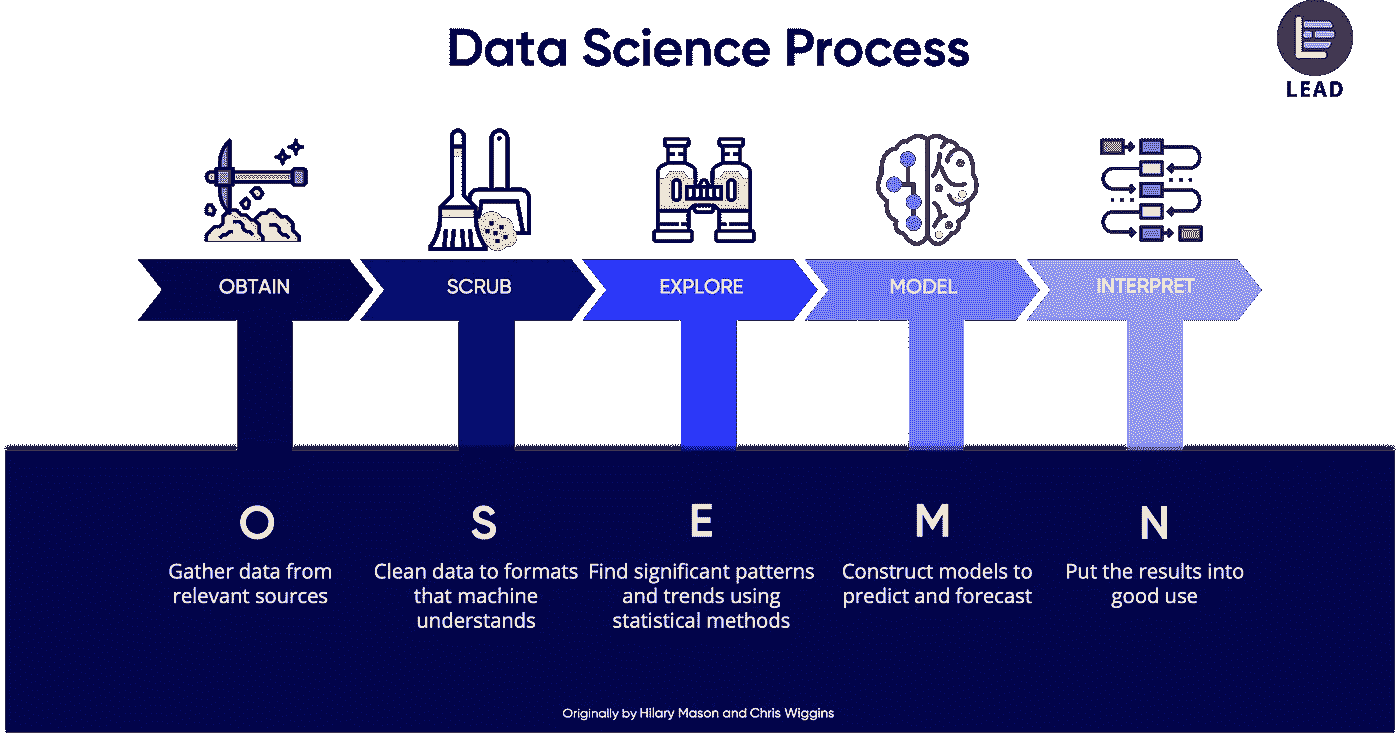 Data Science Process
LEAD
OBTAIN
SCRUB
EXPLORE
MODEL
INTERPRET
O
Gather data from
relevant sources
S
Clean data to formats
that machine
understands
E
Find significant patterns
and trends using
statistical methods
M
Construct models to
predict and forecast
N
Put the results into
good use
Originally by Hilary Mason and Chris Wiggins